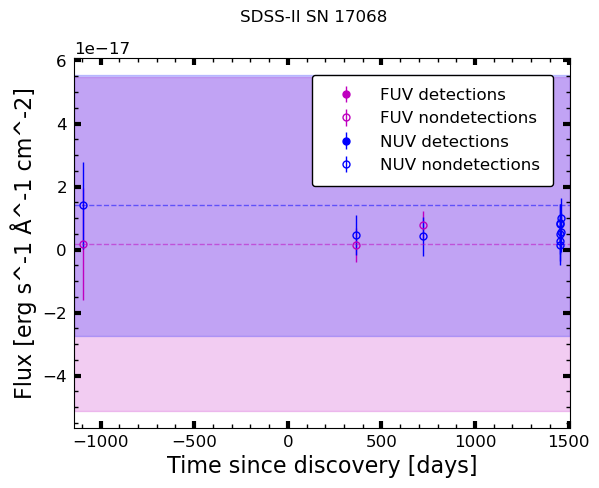 SDSS-II SN 17068
1e−17
6
4
2
0
−2
−4
Flux [erg s^-1 Å^-1 cm^-2]
FUV detections
FUV nondetections
NUV detections
NUV nondetections
−1000
−500
0
500
1000
1500
Time since discovery [days]